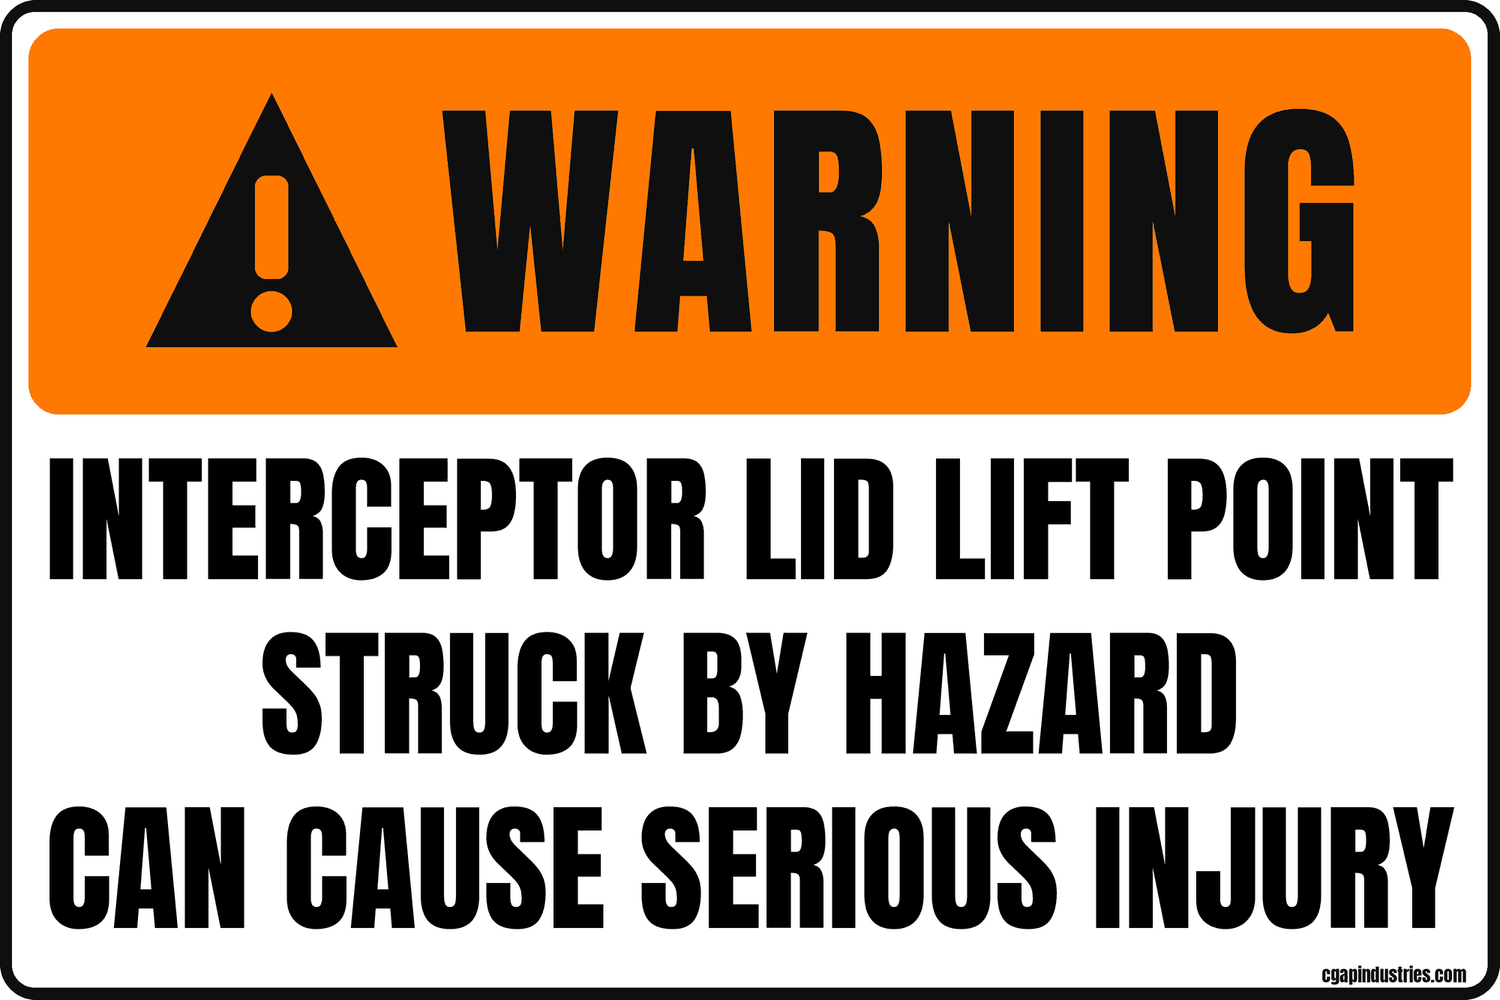 WARNING
INTERCEPTOR LID LIFT POINT
STRUCK BY HAZARD
CAN CAUSE SERIOUS INJURY
cgapindustries.com